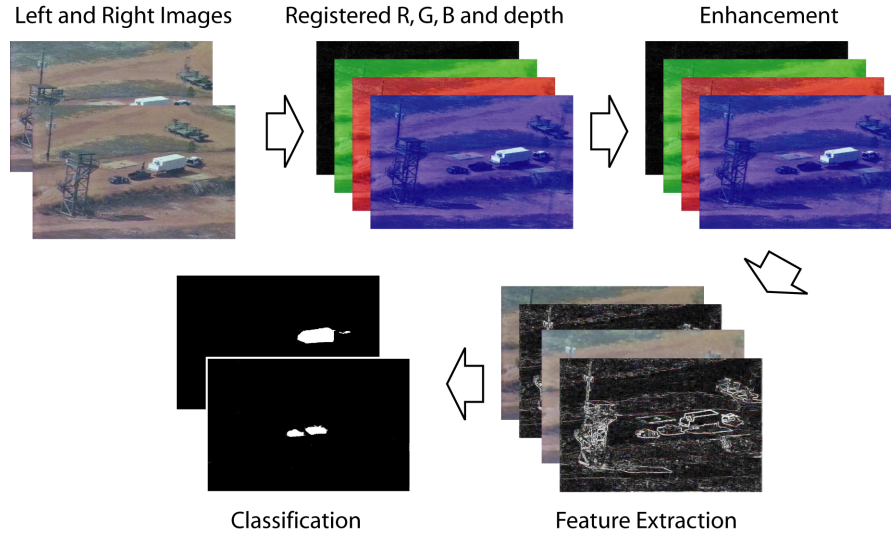 Left and Right Images
Registered R, G, B and depth
Enhancement
Classification
Feature Extraction